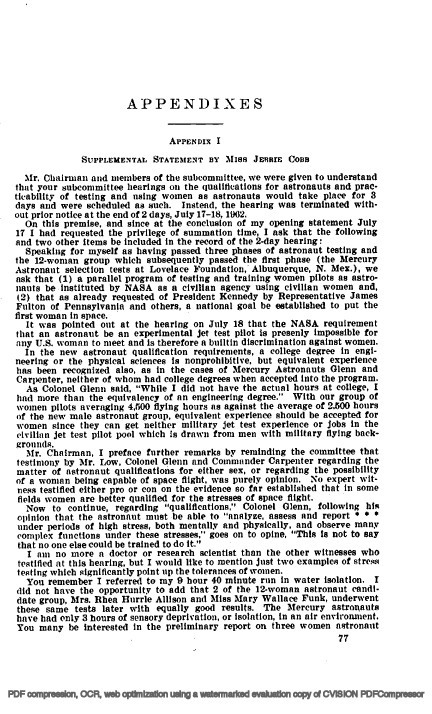 APPENDIXES
APPENDIX I
SUPPLEMENTAL STATEMENT BY MISS JERRIE COBB
Mr. Chairman and members of the subcommittee, we were given to understand
that your subcommittee hearings on the qualifications for astronauts and prac-
ticability of testing and using women as astronauts would take place for 3
days and were scheduled as such. Instead, the hearing was terminated with-
out prior notice at the end of 2 days, July 17-18, 1962.
On this premise, and since at the conclusion of my opening statement July
17 I had requested the privilege of summation time, I ask that the following
and two other items be included in the record of the 2-day hearing:
Speaking for myself as having passed three phases of astronaut testing and
the 12-woman group which subsequently passed the first phase (the Mercury
Astronaut selection tests at Lovelace Foundation, Albuquerque, N. Mex.), we
ask that (1) a parallel program of testing and training women pilots as astro-
nauts be instituted by NASA as a civilian agency using civilian women and,
(2) that as already requested of President Kennedy by Representative James
Fulton of Pennsylvania and others, a national goal be established to put the
first woman in space.
It was pointed out at the hearing on July 18 that the NASA requirement
that an astronaut be an experimental jet test pilot is presenly impossible for
any U.S. woman to meet and is therefore a builtin discrimination against women.
In the new astronaut qualification requirements, a college degree in engi-
neering or the physical sciences is nonprohibitive, but equivalent experience
has been recognized also, as in the cases of Mercury Astronauts Glenn and
Carpenter, neither of whom had college degrees when accepted into the program.
As Colonel Glenn said, "While I did not have the actual hours at college, I
had more than the equivalency of an engineering degree." With our group of
women pilots averaging 4,500 flying hours as against the average of 2,500 hours
of the new male astronaut group, equivalent experience should be accepted for
women since they can get neither military jet test experience or jobs in the
civilian jet test pilot pool which is drawn from men with military flying back-
grounds.
Mr. Chairman, I preface further remarks by reminding the committee that
testimony by Mr. Low, Colonel Glenn and Commander Carpenter regarding the
matter of astronaut qualifications for either sex, or regarding the possibility
of a woman being capable of space flight, was purely opinion. No expert wit-
ness testified either pro or con on the evidence so far established that in some
fields women are better qualified for the stresses of space flight.
Now to continue, regarding "qualifications," Colonel Glenn, following his
opinion that the astronaut must be able to "analyze, assess and report * * *
under periods of high stress, both mentally and physically, and observe many
complex functions under these stresses," goes on to opine, "This is not to say
that no one else could be trained to do it."
I am no more a doctor or research scientist than the other witnesses who
testified at this hearing, but I would like to mention just two examples of stress
testing which significantly point up the tolerances of women.
You remember I referred to my 9 hour 40 minute run in water isolation. I
did not have the opportunity to add that 2 of the 12-woman astronaut candi-
date group, Mrs. Rhea Hurrle Allison and Miss Mary Wallace Funk, underwent
these same tests later with equally good results. The Mercury astronauts
have had only 3 hours of sensory deprivation, or isolation, in an air environment.
You many be interested in the preliminary report on three women astronaut
77
PDF compression, OCR, web optimization using a watermarked evaluation copy of CVISION PDFCompressor